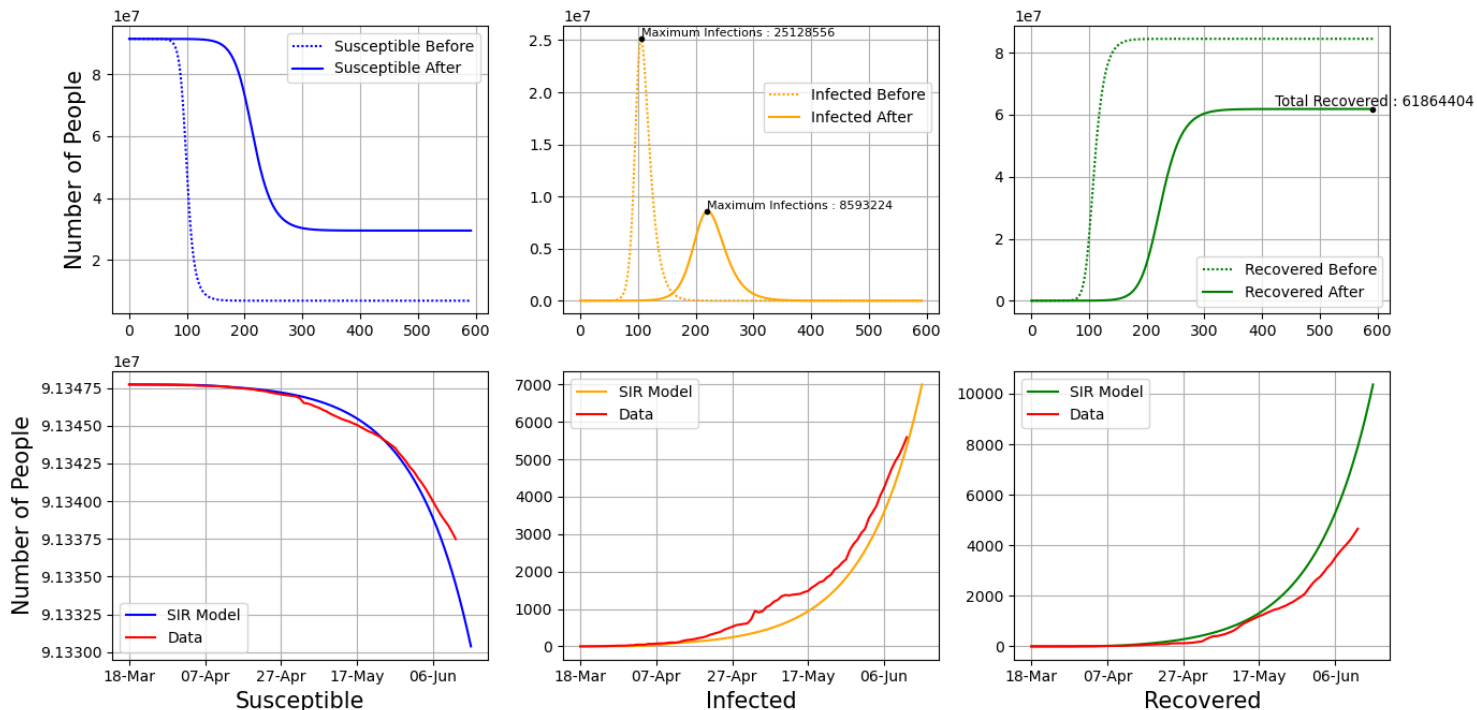 1e7
Number of People
8
6
4
2
0 100 200 300 400 500 600
Susceptible Before
Susceptible After
1e7
2.5
2.0
1.5
1.0
0.5
0.0
0 100 200 300 400 500 600
Maximum Infections : 25128556
Infected Before
Infected After
Maximum Infections : 8593224
1e7
8
6
4
2
0
0 100 200 300 400 500 600
Total Recovered : 61864404
Recovered Before
Recovered After
1e7
Number of People
9.13475
9.13450
9.13425
9.13400
9.13375
9.13350
9.13325
9.13300
SIR Model
Data
18-Mar 07-Apr 27-Apr 17-May 06-Jun
Susceptible
7000
6000
5000
4000
3000
2000
1000
0
SIR Model
Data
18-Mar 07-Apr 27-Apr 17-May 06-Jun
Infected
10000
8000
6000
4000
2000
0
SIR Model
Data
18-Mar 07-Apr 27-Apr 17-May 06-Jun
Recovered